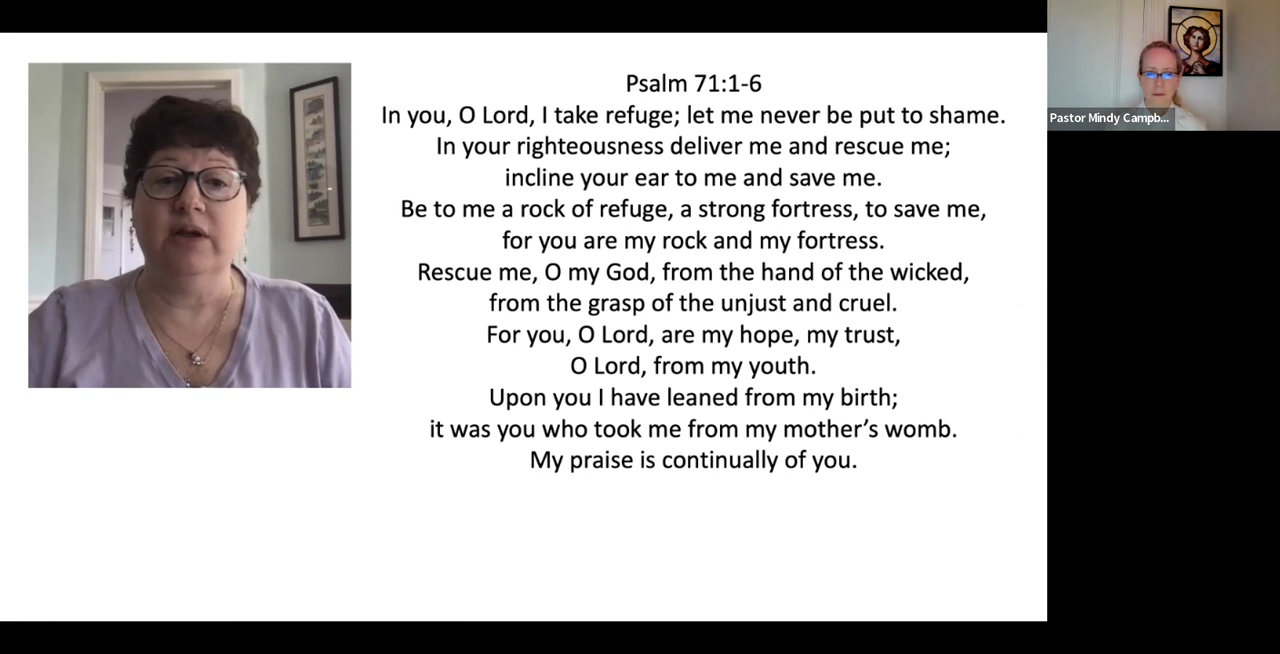 Psalm 71:1-6
In you, O Lord, I take refuge; let me never be put to shame.
In your righteousness deliver me and rescue me;
incline your ear to me and save me.
Be to me a rock of refuge, a strong fortress, to save me,
for you are my rock and my fortress.
Rescue me, O my God, from the hand of the wicked,
from the grasp of the unjust and cruel.
For you, O Lord, are my hope, my trust,
O Lord, from my youth.
Upon you I have leaned from my birth;
it was you who took me from my mother’s womb.
My praise is continually of you.
Pastor Mindy Campb...